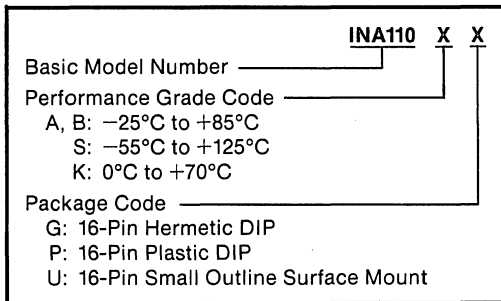 INA110 X X
Basic Model Number
Performance Grade Code
A, B: −25°C to +85°C
S: −55°C to +125°C
K: 0°C to +70°C
Package Code
G: 16-Pin Hermetic DIP
P: 16-Pin Plastic DIP
U: 16-Pin Small Outline Surface Mount